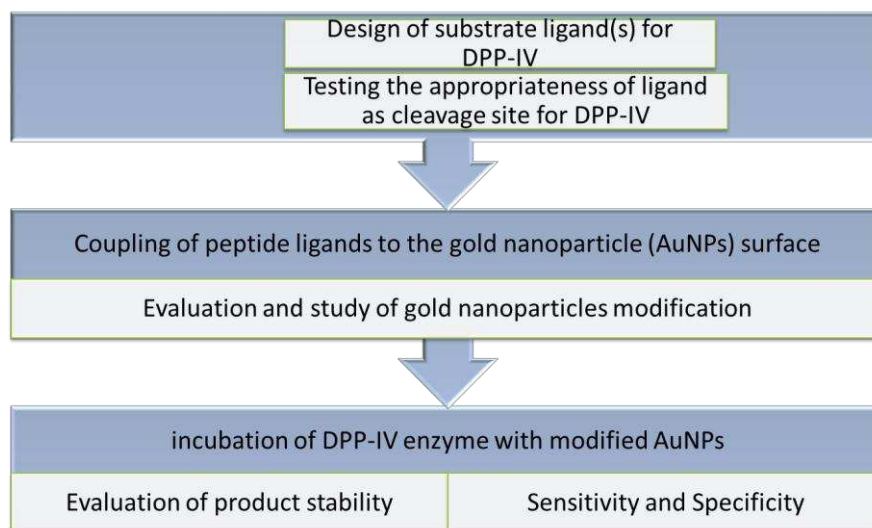 Design of substrate ligand(s) for
DPP-IV
Testing the appropriateness of ligand
as cleavage site for DPP-IV
Coupling of peptide ligands to the gold nanoparticle (AuNPs) surface
Evaluation and study of gold nanoparticles modification
incubation of DPP-IV enzyme with modified AuNPs
Evaluation of product stability
Sensitivity and Specificity